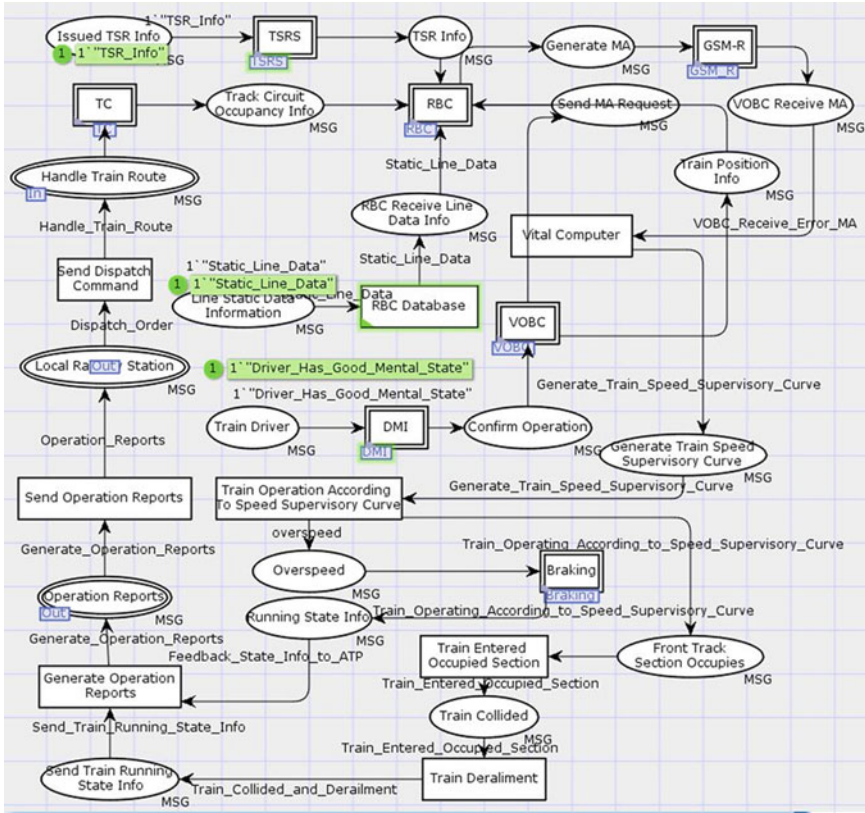 Issued TSR Info
1`"TSR_Info"
1 1`"TSR_Info"
MSG
TSRS
TSRS
TSR Info
MSG
Generate MA
MSG
GSM-R
GSM_R
TC
TC
Track Circuit
Occupancy Info
MSG
RBC
RBC
Send MA Request
MSG
VOBC Receive MA
MSG
Handle Train Route
In
MSG
Static_Line_Data
Train Position
Info
MSG
RBC Receive Line
Data Info
MSG
VOBC_Receive_Error_MA
Handle_Train_Route
Vital Computer
Send Dispatch
Command
1`"Static_Line_Data"
Static_Line_Data
1 1`"Static_Line_Data"
Line Static Data
Information
MSG
RBC Database
VOBC
VOBC
Dispatch_Order
Local Station
Out
MSG
1 1`"Driver_Has_Good_Mental_State"
1`"Driver_Has_Good_Mental_State"
Generate_Train_Speed_Supervisory_Curve
Train Driver
MSG
DMI
DMI
Confirm Operation
MSG
Operation_Reports
Generate Train Speed
Supervisory Curve
MSG
Send Operation Reports
Train Operation According
To Speed Supervisory Curve
Generate_Train_Speed_Supervisory_Curve
overspeed
Generate_Operation_Reports
Train_Operating_According_to_Speed_Supervisory_Curve
Overspeed
MSG
Braking
Braking
Operation Reports
Out
MSG
Running State Info
MSG
Train_Operating_According_to_Speed_Supervisory_Curve
Generate_Operation_Reports
Feedback_State_Info_to_ATP
Train Entered
Occupied Section
Front Track
Section Occupies
MSG
Generate Operation
Reports
Train_Entered_Occupied_Section
Train Collided
MSG
Send_Train_Running_State_Info
Train_Entered_Occupied_Section
Send Train Running
State Info
MSG
Train_Collided_and_Derailment
Train Deraliment